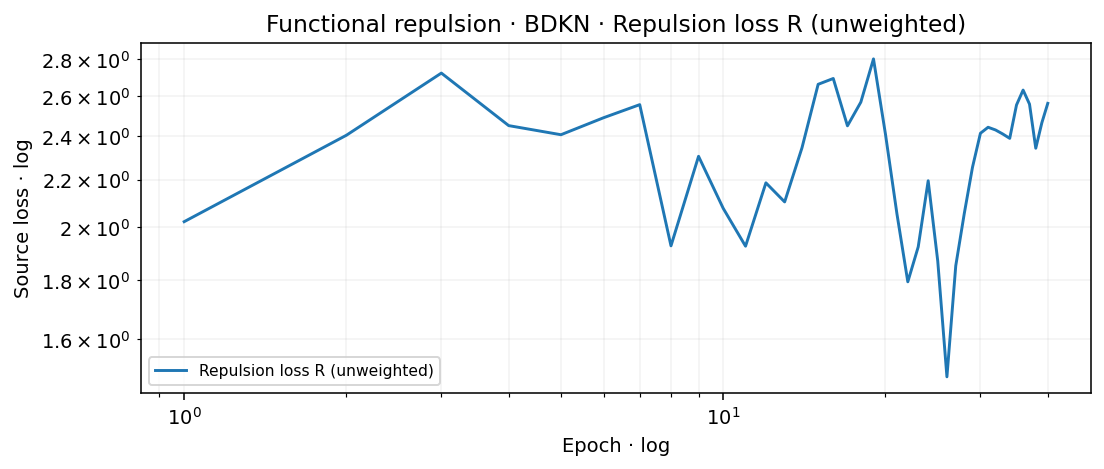 Functional repulsion · BDKN · Repulsion loss R (unweighted)
Source loss · log
2.8 × 10⁰
2.6 × 10⁰
2.4 × 10⁰
2.2 × 10⁰
2 × 10⁰
1.8 × 10⁰
1.6 × 10⁰
Repulsion loss R (unweighted)
10⁰ 10¹
Epoch · log